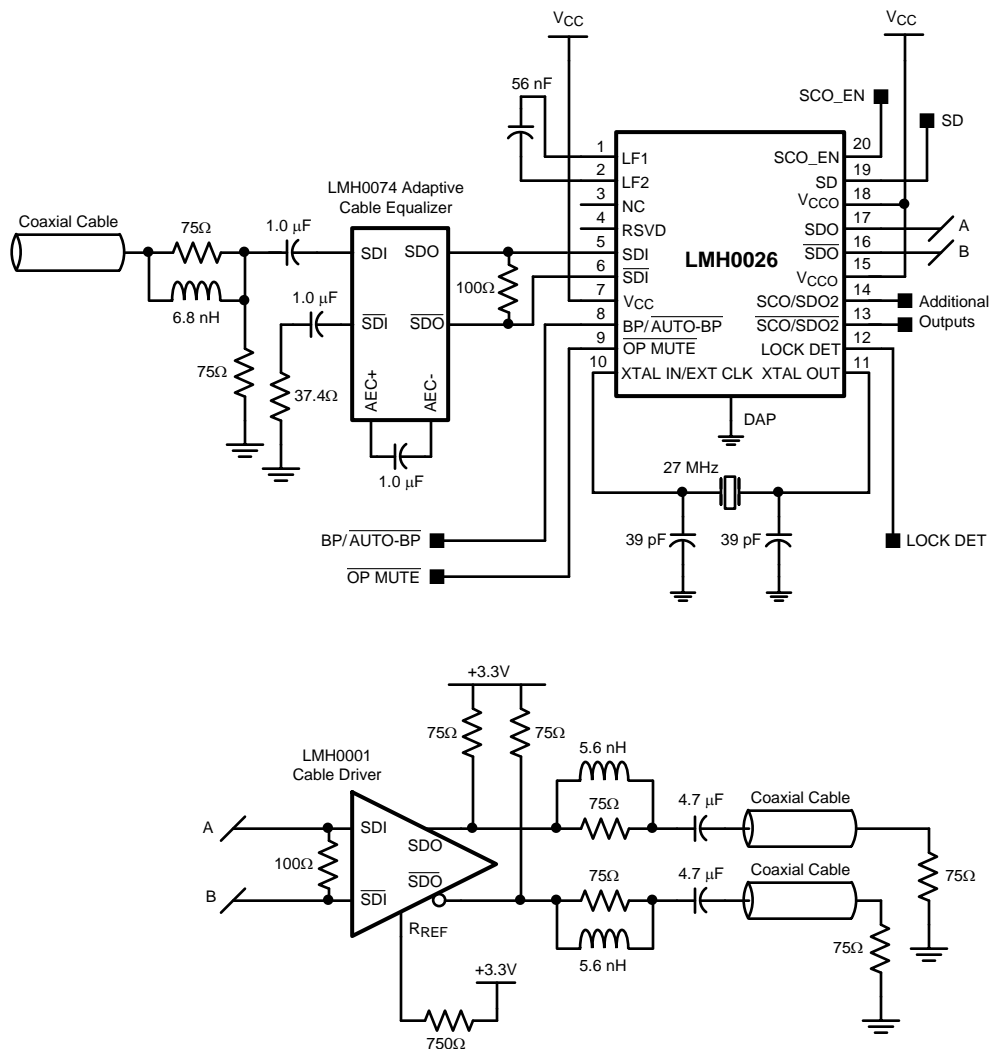 VCC
VCC
56 nF
SCO_EN
SD
1
LF1
2
LF2
3
NC
4
RSVD
5
SDI
6
SDI
7
VCC
8
BP/AUTO-BP
9
OP MUTE
10
XTAL IN/EXT CLK
LMH0026
20
SCO_EN
19
SD
18
VCCO
17
SDO
16
SDO
15
VCCO
14
SCO/SDO2
13
SCO/SDO2
12
LOCK DET
11
XTAL OUT
A
B
Additional
Outputs
DAP
LMH0074 Adaptive
Cable Equalizer
Coaxial Cable
75Ω
6.8 nH
75Ω
1.0 µF
1.0 µF
37.4Ω
SDI
SDO
SDI
SDO
AEC+
AEC-
1.0 µF
100Ω
27 MHz
39 pF
39 pF
BP/AUTO-BP
OP MUTE
LOCK DET
+3.3V
75Ω
75Ω
LMH0001
Cable Driver
A
B
100Ω
SDI
SDO
SDO
SDI
RREF
+3.3V
750Ω
5.6 nH
75Ω
4.7 µF
Coaxial Cable
75Ω
75Ω
5.6 nH
4.7 µF
Coaxial Cable
75Ω